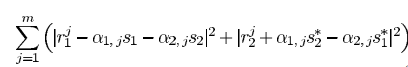 $$\sum_{j=1}^{m} \left( |r_1^j - \alpha_{1,j}s_1 - \alpha_{2,j}s_2|^2 + |r_2^j + \alpha_{1,j}s_2^* - \alpha_{2,j}s_1^*|^2 \right)$$